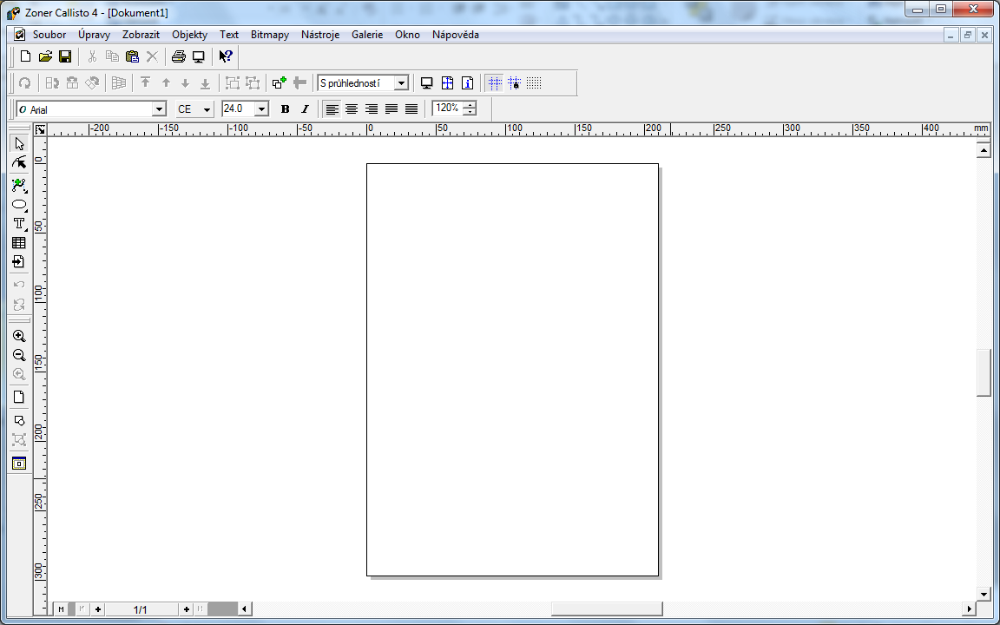 Zoner Callisto 4 - [Dokument1]
Soubor Úpravy Zobrazit Objekty Text Bitmapy Nástroje Galerie Okno Nápověda
S průhledností
O Arial CE 24.0 B I 120%
-200 -150 -100 -50 0 50 100 150 200 250 300 350 400 mm
0
50
100
150
200
250
300
1/1